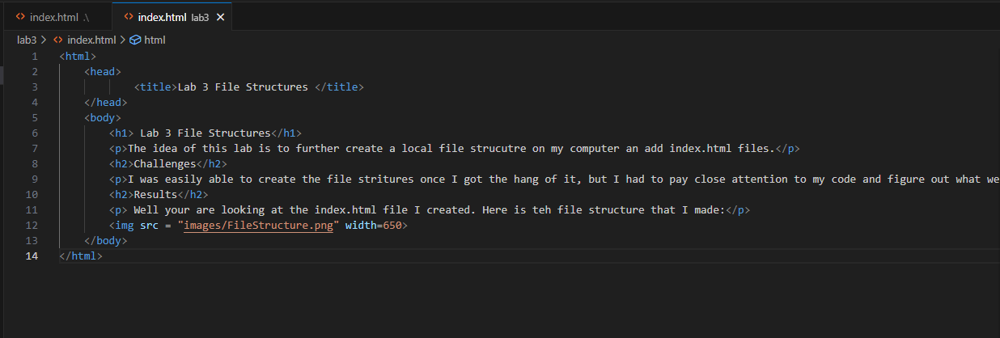 index.html .\ index.html lab3
lab3 > index.html > html
1 <html>
2 <head>
3 <title>Lab 3 File Structures </title>
4 </head>
5 <body>
6 <h1> Lab 3 File Structures</h1>
7 <p>The idea of this lab is to further create a local file strucutre on my computer an add index.html files.</p>
8 <h2>Challenges</h2>
9 <p>I was easily able to create the file stritures once I got the hang of it, but I had to pay close attention to my code and figure out what we
10 <h2>Results</h2>
11 <p> Well your are looking at the index.html file I created. Here is teh file structure that I made:</p>
12 <img src = "images/FileStructure.png" width=650>
13 </body>
14 </html>